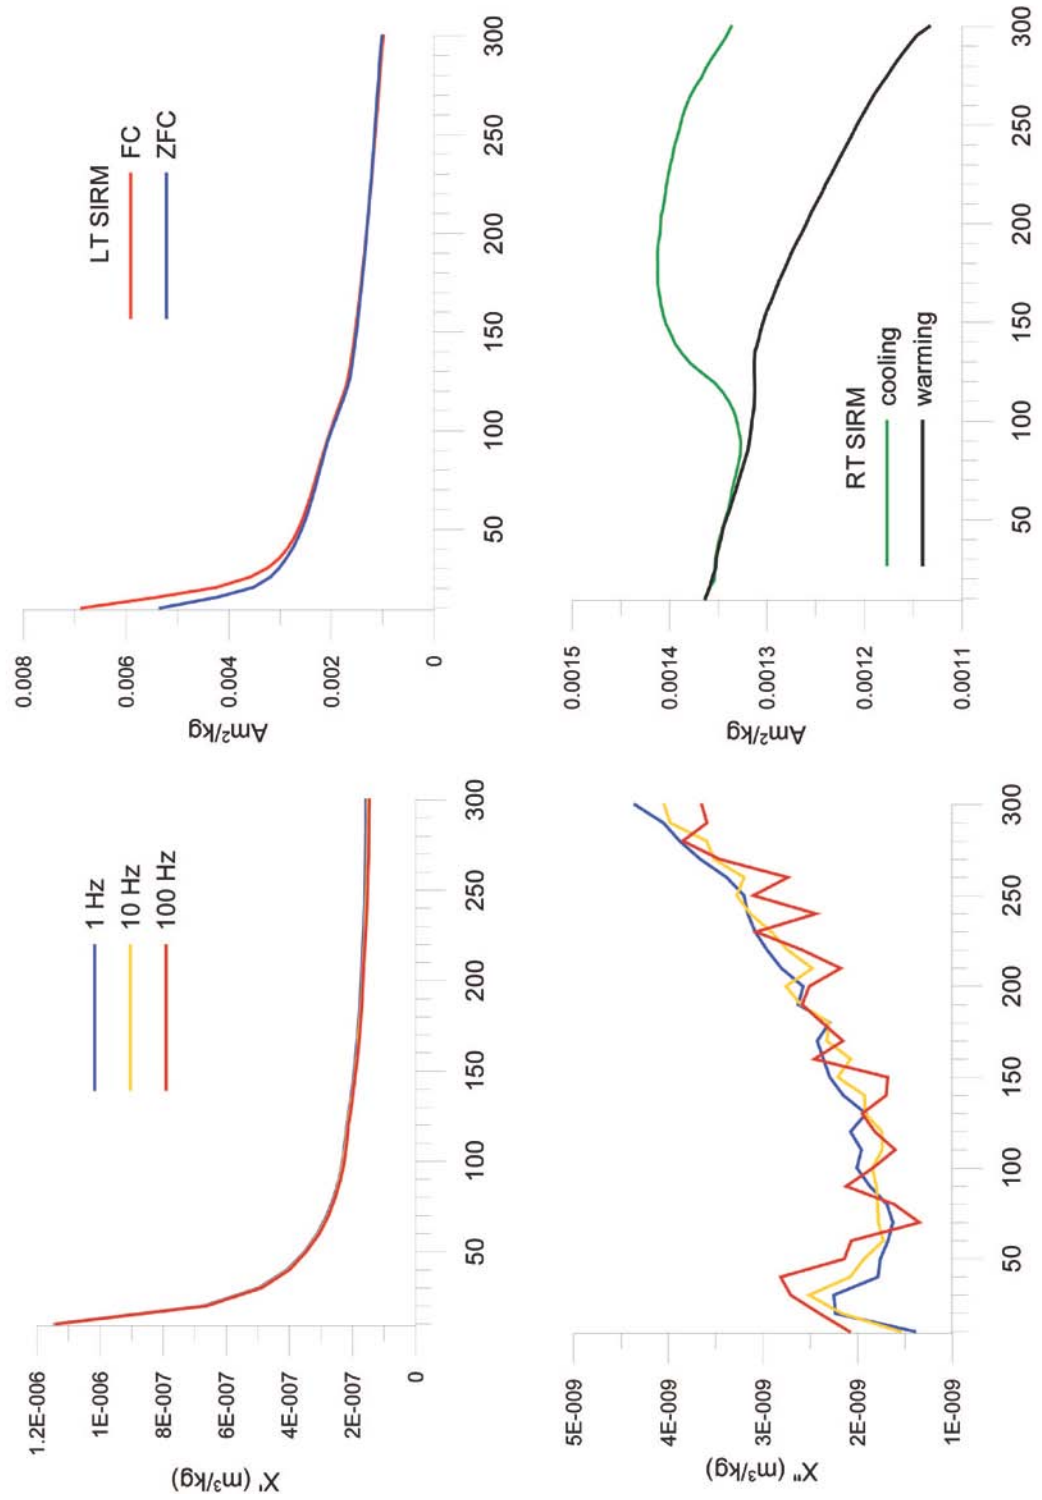 1.2E-006
1E-006
8E-007
6E-007
4E-007
2E-007
0
X' (m³/kg)
1 Hz
10 Hz
100 Hz
50
100
150
200
250
300
0.008
0.006
0.004
0.002
0
Am²/kg
LT SIRM
FC
ZFC
50
100
150
200
250
300
5E-009
4E-009
3E-009
2E-009
1E-009
X" (m³/kg)
50
100
150
200
250
300
0.0015
0.0014
0.0013
0.0012
0.0011
Am²/kg
RT SIRM
cooling
warming
50
100
150
200
250
300